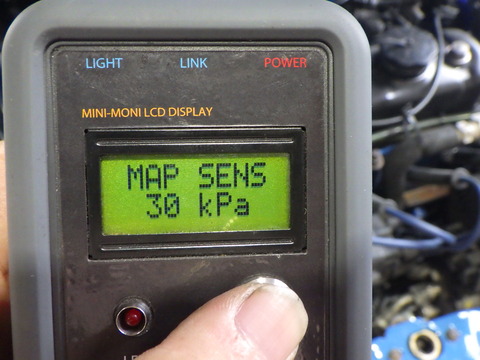 LIGHT LINK POWER
MINI-MONI LCD DISPLAY
MAP SENS
30 kPa